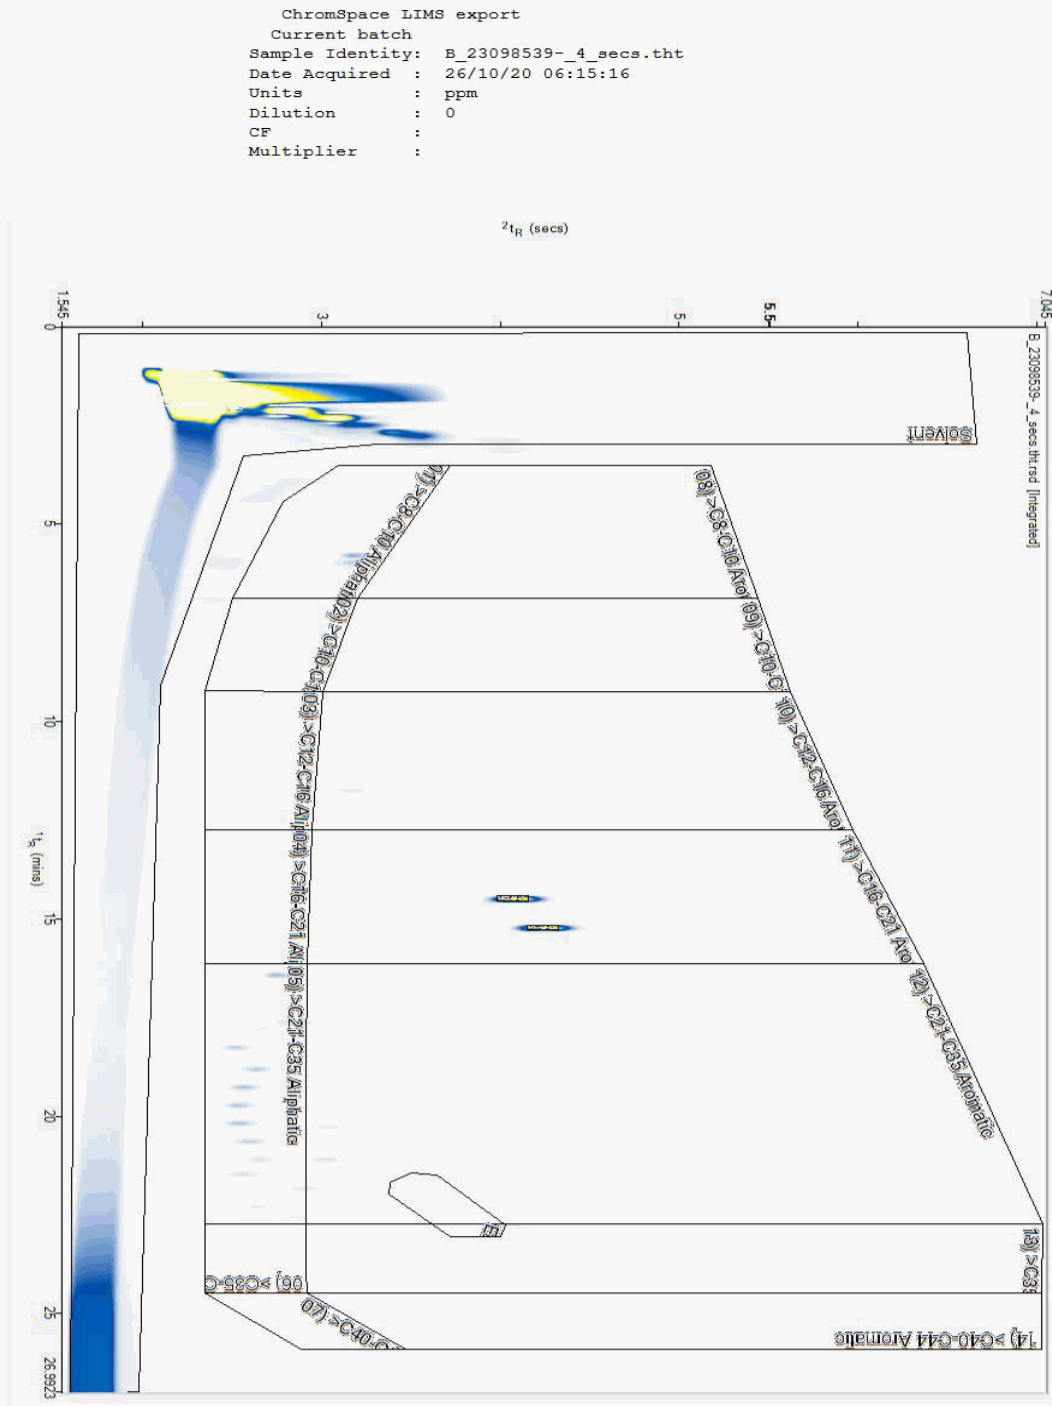 ChromSpace LIMS export
Current batch
Sample Identity: B_23098539-_4_secs.tht
Date Acquired : 26/10/20 06:15:16
Units : ppm
Dilution : 0
CF :
Multiplier :
²tR (secs)
1.545
3
5
5.5
7.045
B_23098539-_4_secs.tht.rsd [Integrated]
0
5
10
15
20
25
26.9923
¹tR (mins)
Solvent
01) >C8-C10 Aliphati
02) >C10-C1
03) >C12-C16 Alip
04) >C16-C21 Ali
05) >C21-C35 Aliphatic
06) >C35-C
07) >C40-C
08) >C8-C10 Aro
09) >C10-C
10) >C12-C16 Aro
11) >C16-C21 Aro
12) >C21-C35 Aromatic
13) >C35
14) >C40-C44 Aromatic